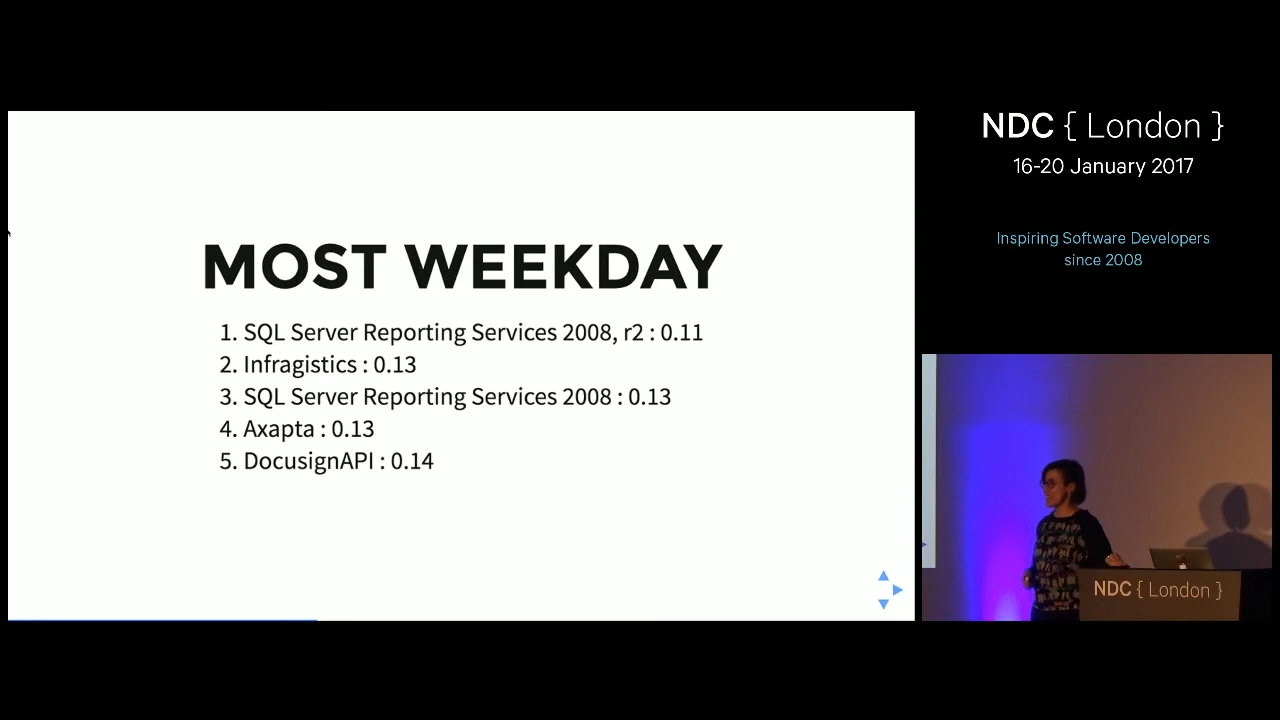 MOST WEEKDAY
1. SQL Server Reporting Services 2008, r2 : 0.11
2. Infragistics : 0.13
3. SQL Server Reporting Services 2008 : 0.13
4. Axapta : 0.13
5. DocusignAPI : 0.14
NDC { London }
16-20 January 2017
Inspiring Software Developers
since 2008
NDC { London }